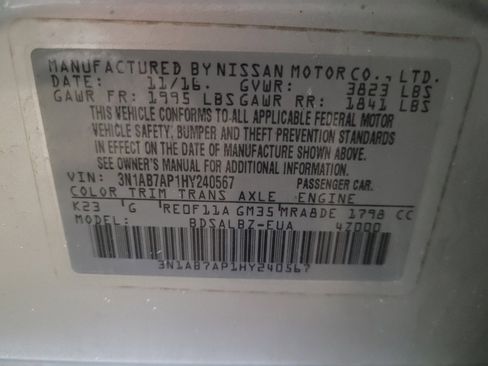 MANUFACTURED BY NISSAN MOTOR CO., LTD.
DATE: 11/16 GVWR: 3823 LBS
GAWR FR: 1995 LBS GAWR RR: 1841 LBS
THIS VEHICLE CONFORMS TO ALL APPLICABLE FEDERAL MOTOR
VEHICLE SAFETY, BUMPER AND THEFT PREVENTION STANDARDS
IN EFFECT ON THE DATE OF MANUFACTURE SHOWN ABOVE.
SEE OWNER'S MANUAL FOR ADDITIONAL INFORMATION.
VIN: 3N1AB7AP1HY240567 PASSENGER CAR.
COLOR TRIM TRANS AXLE ENGINE
K23 G RE0F11A GM35 MRA8DE 1798 CC
MODEL: BDSALBZ-EUA 4Z000
3N1AB7AP1HY240567